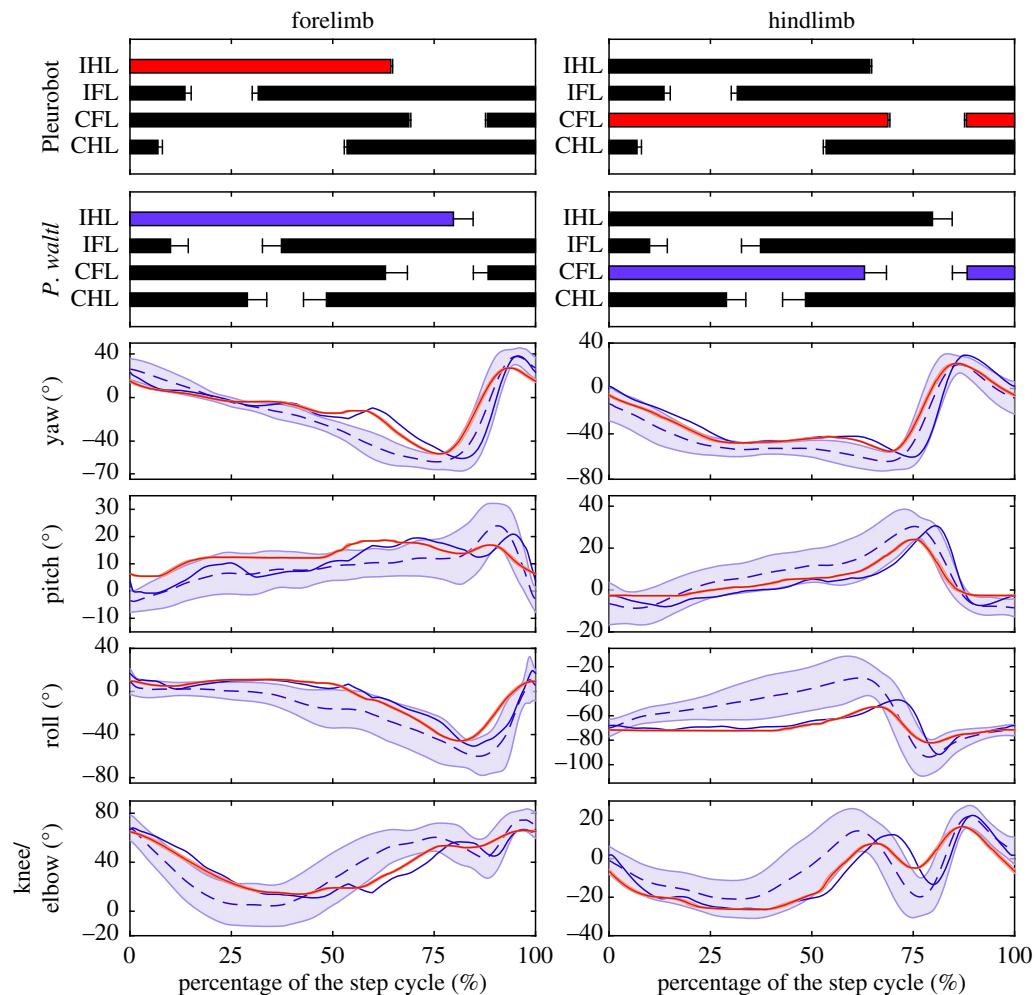 forelimb
hindlimb
Pleurobot
IHL
IFL
CFL
CHL
IHL
IFL
CFL
CHL
P. waltl
IHL
IFL
CFL
CHL
IHL
IFL
CFL
CHL
yaw (°)
40
0
–40
–70
40
0
–40
–80
pitch (°)
30
20
10
0
–10
40
20
0
–20
roll (°)
40
0
–40
–80
–20
–40
–60
–80
–100
knee/
elbow (°)
80
40
0
–20
20
0
–20
–40
0
25
50
75
100
0
25
50
75
100
percentage of the step cycle (%)
percentage of the step cycle (%)